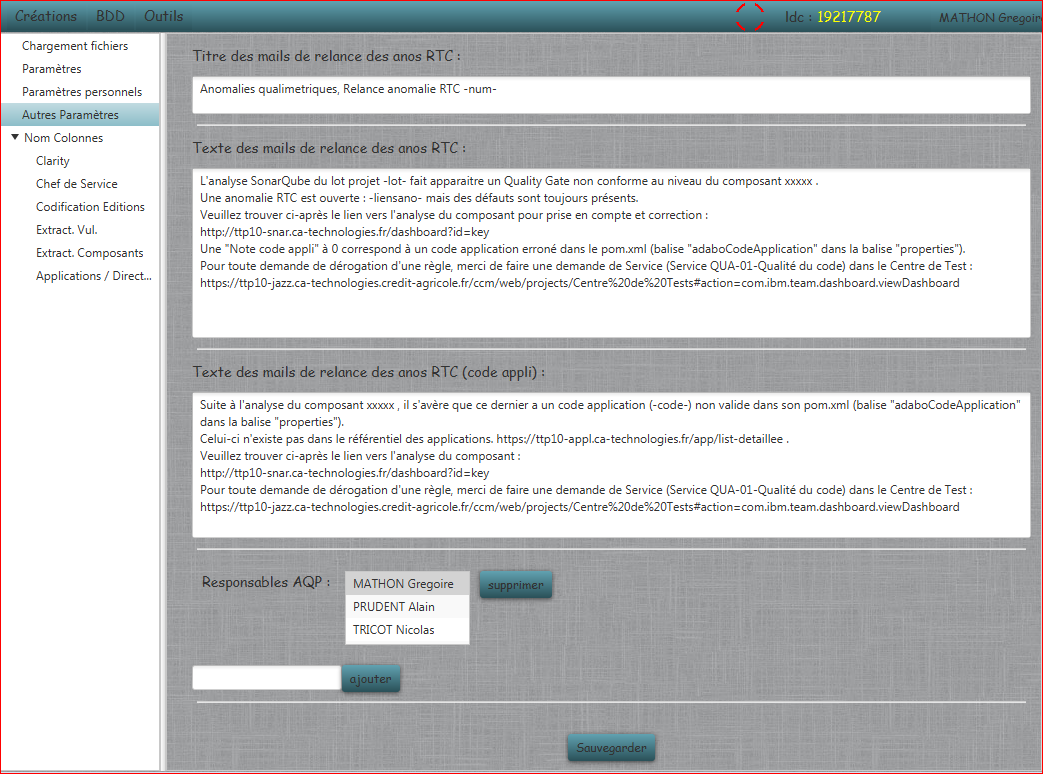 Créations BDD Outils Idc : 19217787 MATHON Gregoire
Chargement fichiers
Paramètres
Paramètres personnels
Autres Paramètres
Nom Colonnes
Clarity
Chef de Service
Codification Editions
Extract. Vul.
Extract. Composants
Applications / Direct...
Titre des mails de relance des anos RTC :
Anomalies qualimetriques, Relance anomalie RTC -num-
Texte des mails de relance des anos RTC :
L'analyse SonarQube du lot projet -lot- fait apparaitre un Quality Gate non conforme au niveau du composant xxxxx .
Une anomalie RTC est ouverte : -liensano- mais des défauts sont toujours présents.
Veuillez trouver ci-après le lien vers l'analyse du composant pour prise en compte et correction :
http://ttp10-snar.ca-technologies.fr/dashboard?id=key
Une "Note code appli" à 0 correspond à un code application erroné dans le pom.xml (balise "adaboCodeApplication" dans la balise "properties").
Pour toute demande de dérogation d'une règle, merci de faire une demande de Service (Service QUA-01-Qualité du code) dans le Centre de Test :
https://ttp10-jazz.ca-technologies.credit-agricole.fr/ccm/web/projects/Centre%20de%20Tests#action=com.ibm.team.dashboard.viewDashboard
Texte des mails de relance des anos RTC (code appli) :
Suite à l'analyse du composant xxxxx , il s'avère que ce dernier a un code application (-code-) non valide dans son pom.xml (balise "adaboCodeApplication"
dans la balise "properties").
Celui-ci n'existe pas dans le référentiel des applications. https://ttp10-appl.ca-technologies.fr/app/list-detaillee .
Veuillez trouver ci-après le lien vers l'analyse du composant :
http://ttp10-snar.ca-technologies.fr/dashboard?id=key
Pour toute demande de dérogation d'une règle, merci de faire une demande de Service (Service QUA-01-Qualité du code) dans le Centre de Test :
https://ttp10-jazz.ca-technologies.credit-agricole.fr/ccm/web/projects/Centre%20de%20Tests#action=com.ibm.team.dashboard.viewDashboard
Responsables AQP : MATHON Gregoire supprimer
PRUDENT Alain
TRICOT Nicolas
ajouter
Sauvegarder